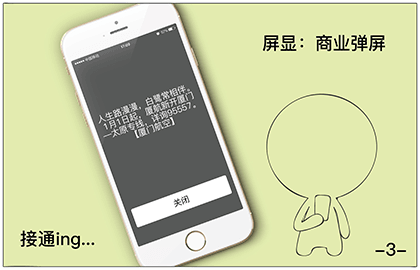 屏显：商业弹屏
17:20
人生路漫漫，白鹭常相伴。
1月1日起，厦航新开厦门
—太原专线，详询95557。
【厦门航空】
关闭
接通ing...
-3-